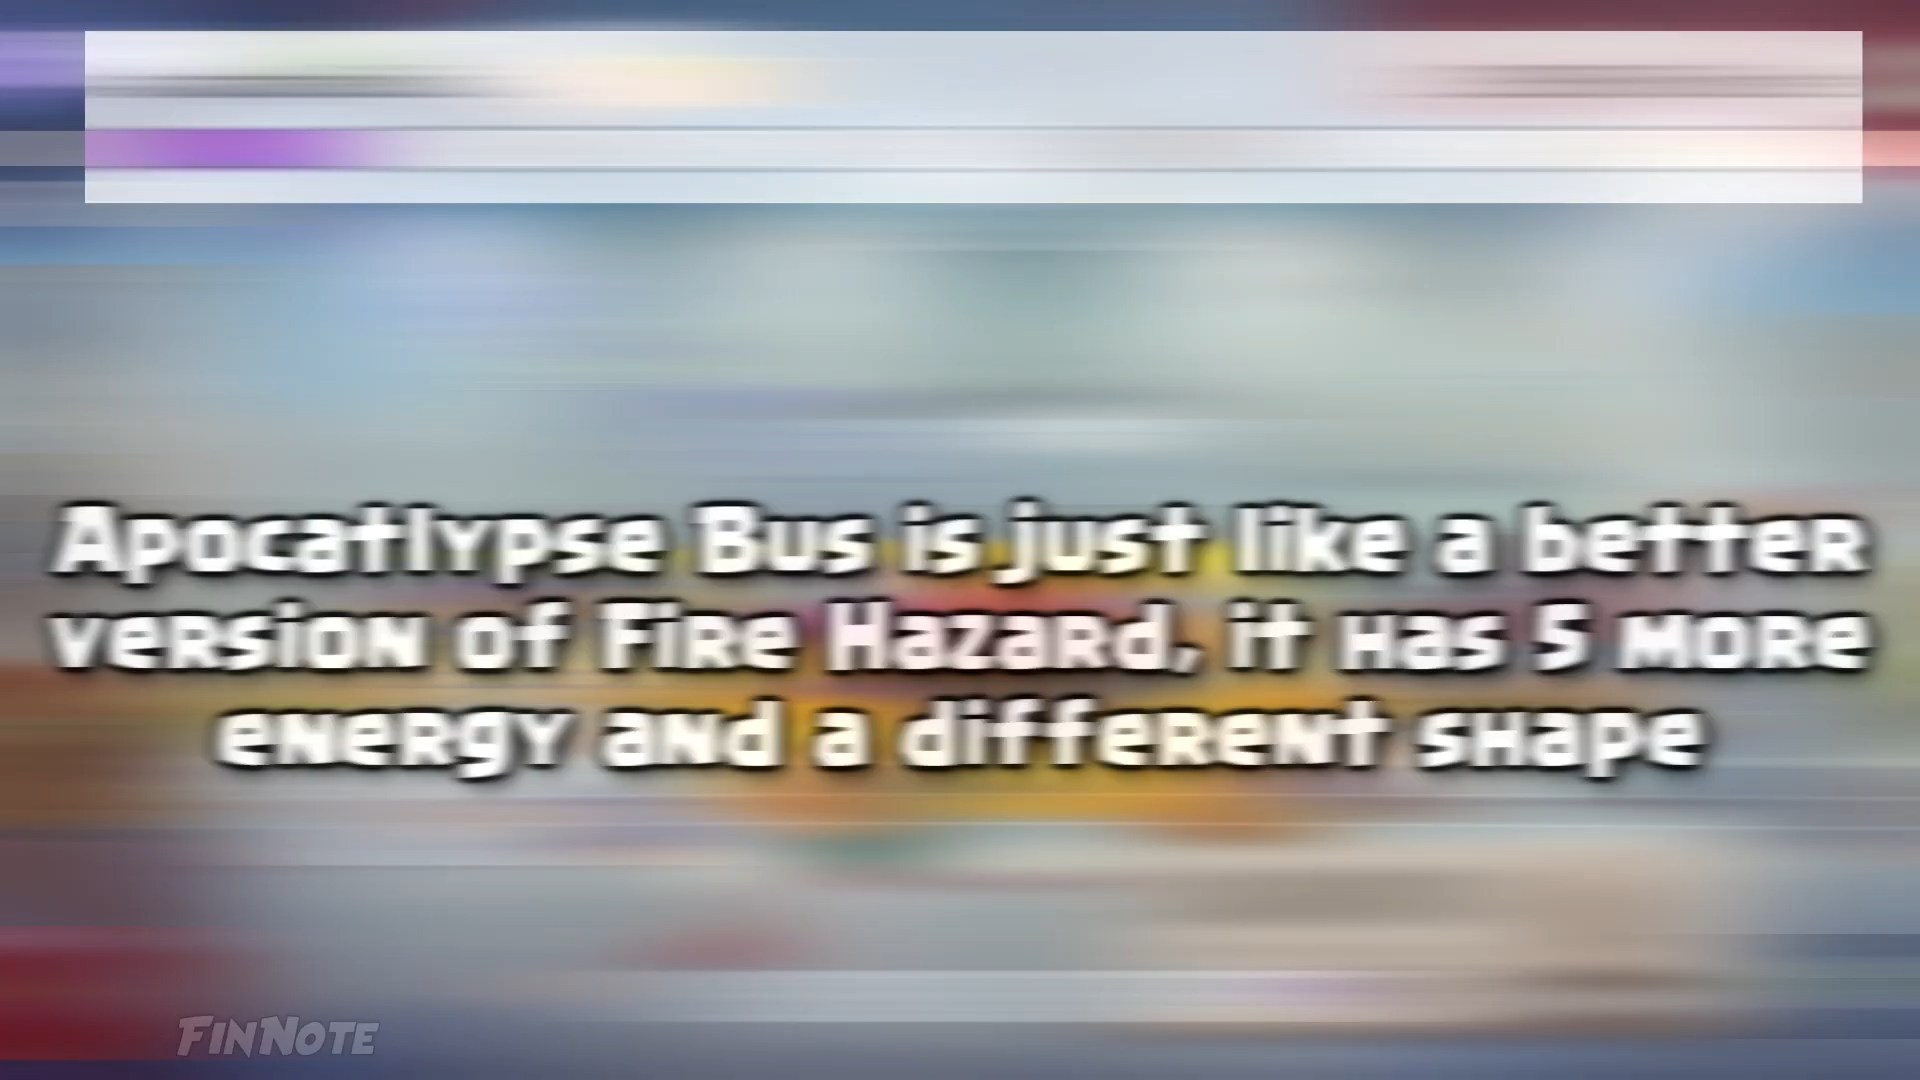 Apocatlypse Bus is just like a better
version of Fire Hazard, it has 5 more
energy and a different shape
FinNote